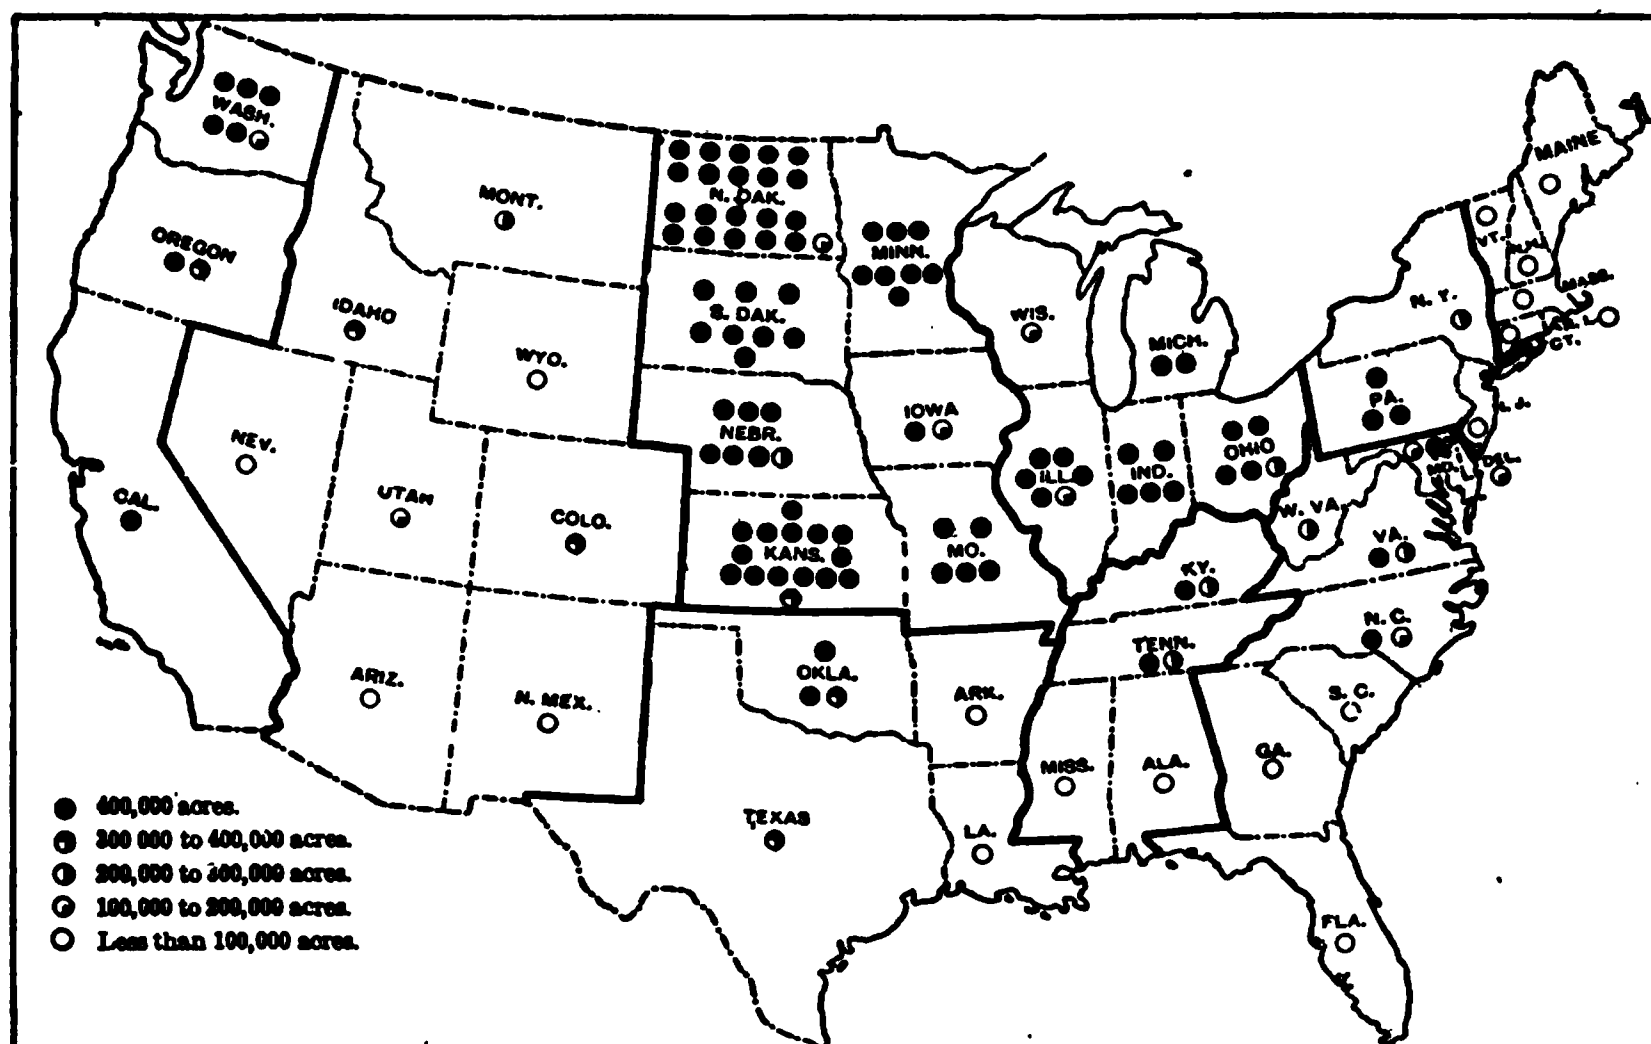 WASH.
MONT.
N. DAK.
MINN.
MAINE
OREGON
IDAHO
S. DAK.
WIS.
MICH.
N. Y.
VT.
N.H.
MASS.
R. I.
CT.
WYO.
NEBR.
IOWA
PA.
N. J.
NEV.
UTAH
COLO.
CAL.
KANS.
MO.
ILL.
IND.
OHIO
W. VA.
MD.
DEL.
VA.
KY.
N. C.
TENN.
ARIZ.
N. MEX.
OKLA.
ARK.
S. C.
MISS.
ALA.
GA.
TEXAS
LA.
FLA.
400,000 acres.
300 000 to 400,000 acres.
200,000 to 300,000 acres.
100,000 to 200,000 acres.
Less than 100,000 acres.